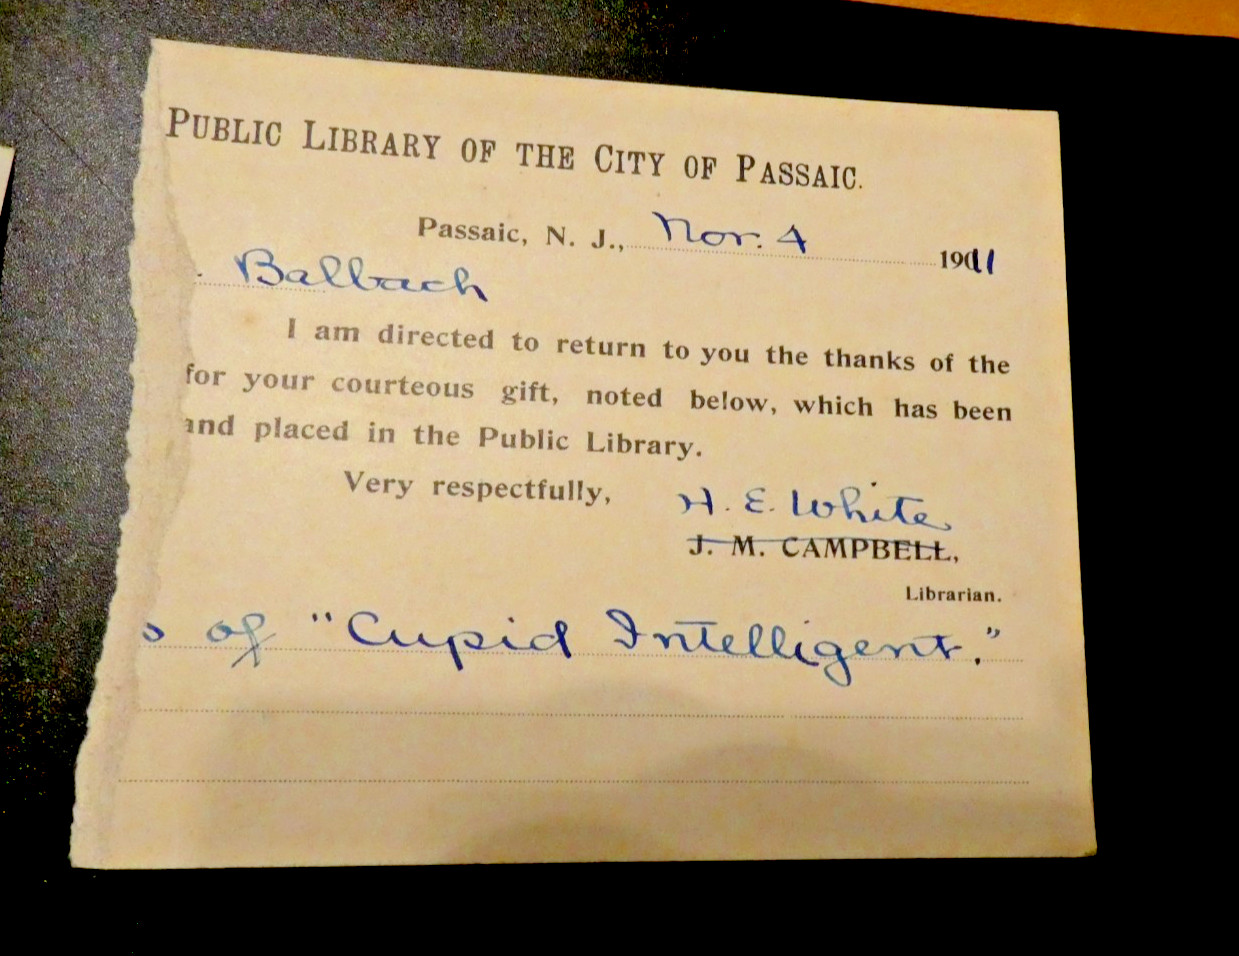 PUBLIC LIBRARY OF THE CITY OF PASSAIC.
Passaic, N. J., Nov. 4 1911
Balbach
I am directed to return to you the thanks of the
for your courteous gift, noted below, which has been
and placed in the Public Library.
Very respectfully, H. E. White
J. M. CAMPBELL,
Librarian.
s of "Cupid Intelligent."